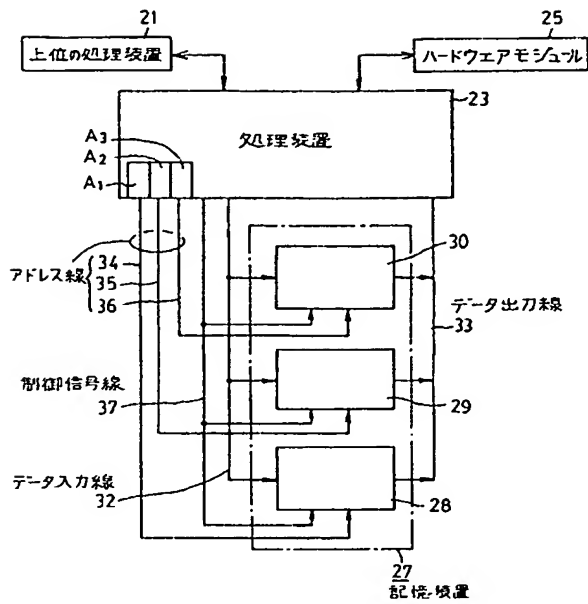 21
上位の処理装置
25
ハードウェアモジュール
23
処理装置
A3
A2
A1
アドレス線
34
35
36
30
データ出力線
33
制御信号線
37
29
データ入力線
32
28
27
記憶装置